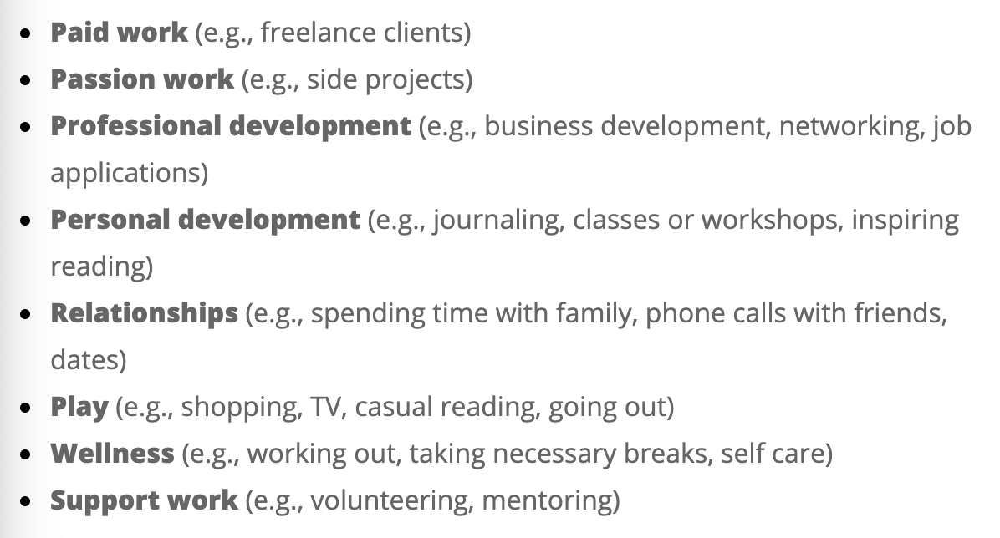 • Paid work (e.g., freelance clients)
• Passion work (e.g., side projects)
• Professional development (e.g., business development, networking, job
applications)
• Personal development (e.g., journaling, classes or workshops, inspiring
reading)
• Relationships (e.g., spending time with family, phone calls with friends,
dates)
• Play (e.g., shopping, TV, casual reading, going out)
• Wellness (e.g., working out, taking necessary breaks, self care)
• Support work (e.g., volunteering, mentoring)